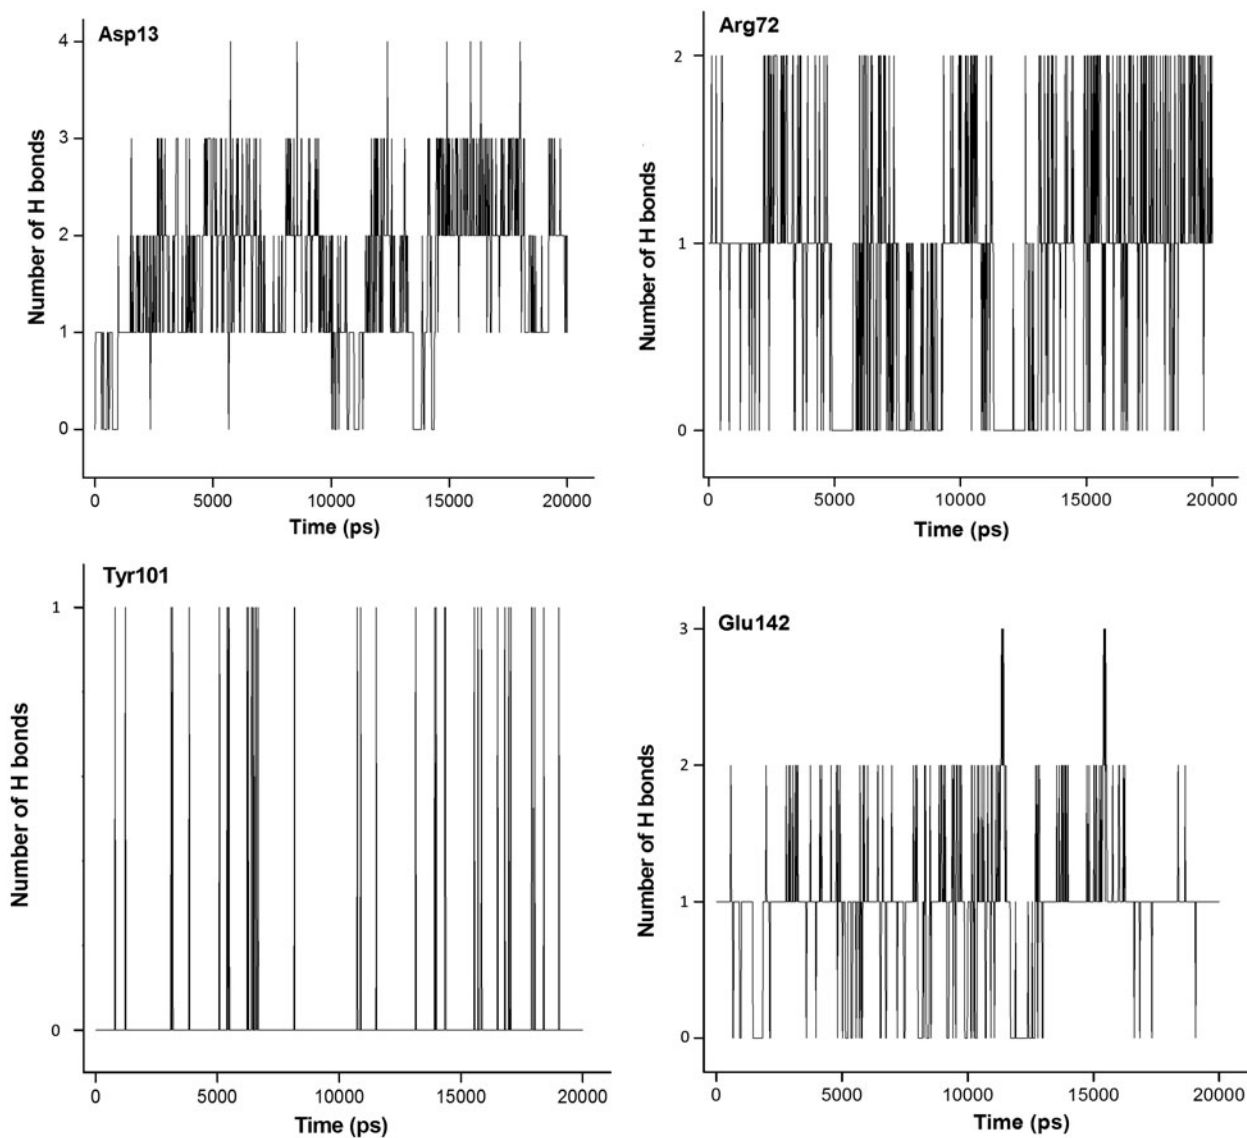 Asp13
Number of H bonds
4
3
2
1
0
0 5000 10000 15000 20000
Time (ps)
Arg72
Number of H bonds
2
1
0
0 5000 10000 15000 20000
Time (ps)
Tyr101
Number of H bonds
1
0
0 5000 10000 15000 20000
Time (ps)
Glu142
Number of H bonds
3
2
1
0
0 5000 10000 15000 20000
Time (ps)